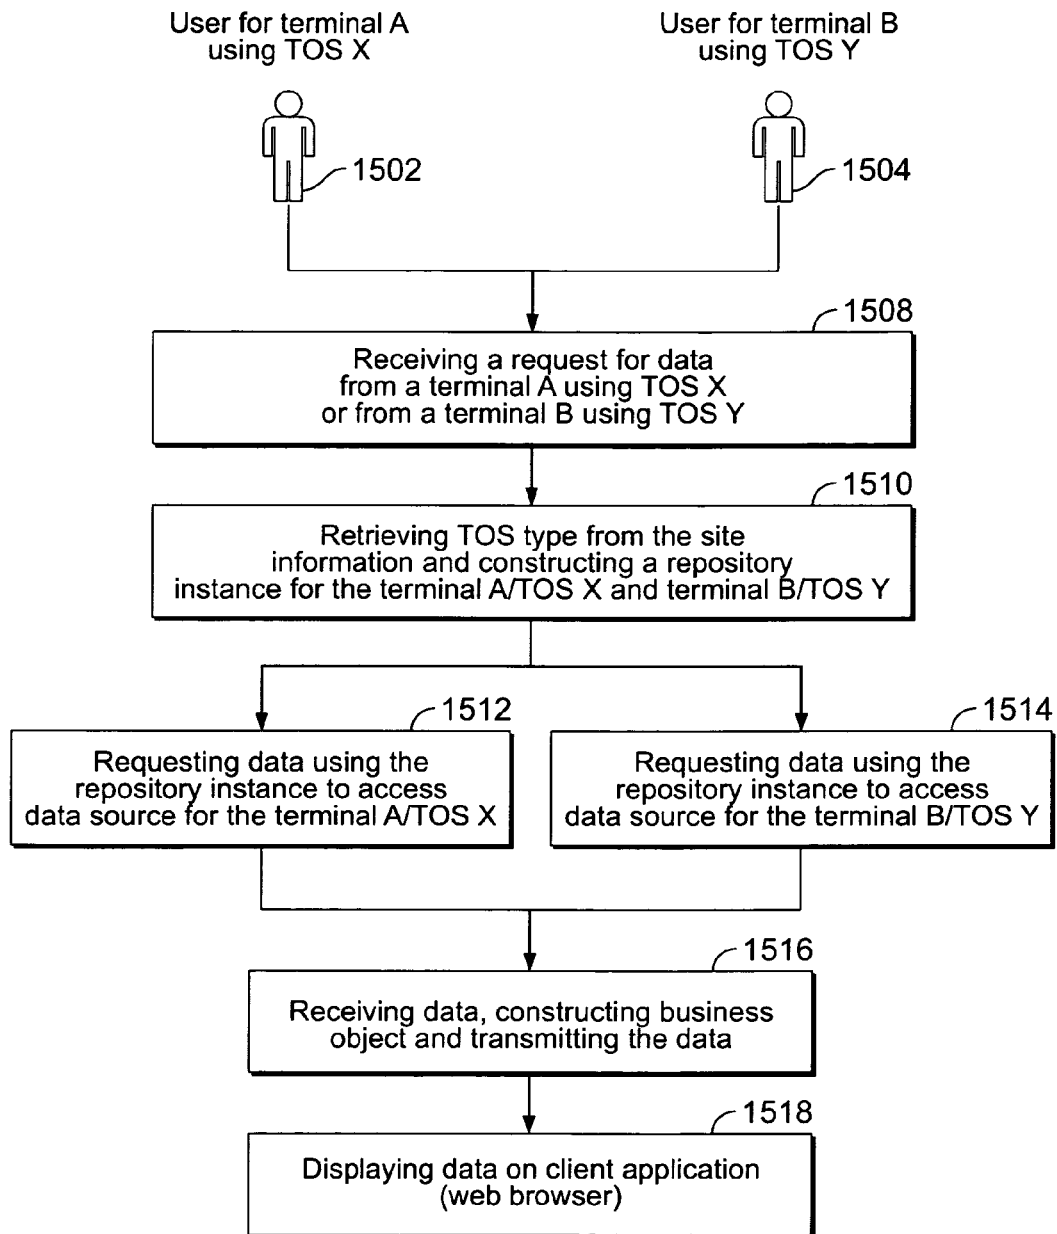 User for terminal A
using TOS X
User for terminal B
using TOS Y
1502
1504
1508
Receiving a request for data
from a terminal A using TOS X
or from a terminal B using TOS Y
1510
Retrieving TOS type from the site
information and constructing a repository
instance for the terminal A/TOS X and terminal B/TOS Y
1512
Requesting data using the
repository instance to access
data source for the terminal A/TOS X
1514
Requesting data using the
repository instance to access
data source for the terminal B/TOS Y
1516
Receiving data, constructing business
object and transmitting the data
1518
Displaying data on client application
(web browser)